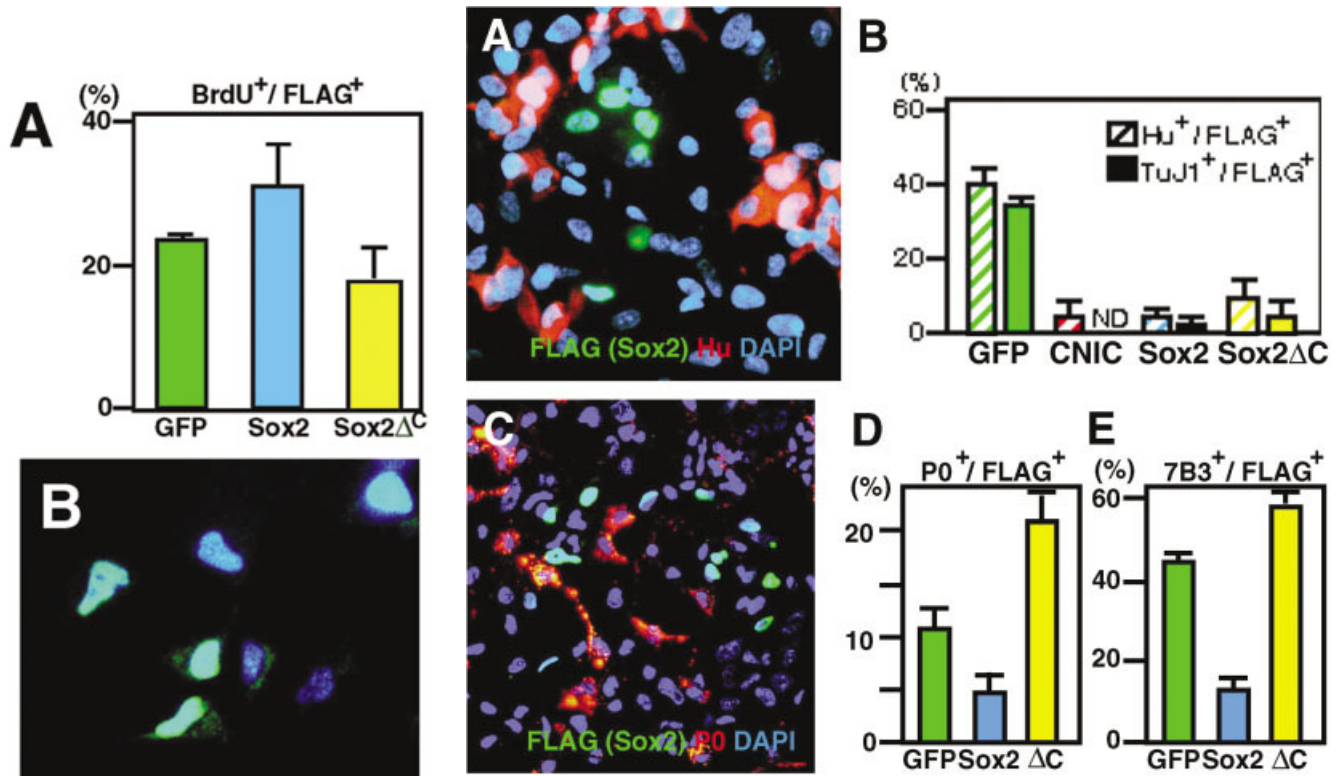 A
(%)
BrdU+/ FLAG+
40
20
0
GFP Sox2 Sox2ΔC
B
A
FLAG (Sox2) Hu DAPI
B
(%)
60
40
20
0
Hu+/FLAG+
TuJ1+/FLAG+
ND
GFP CNIC Sox2 Sox2ΔC
C
FLAG (Sox2) P0 DAPI
D
P0+/ FLAG+
(%)
20
10
0
GFP Sox2 ΔC
E
7B3+/ FLAG+
(%)
60
40
20
0
GFP Sox2 ΔC